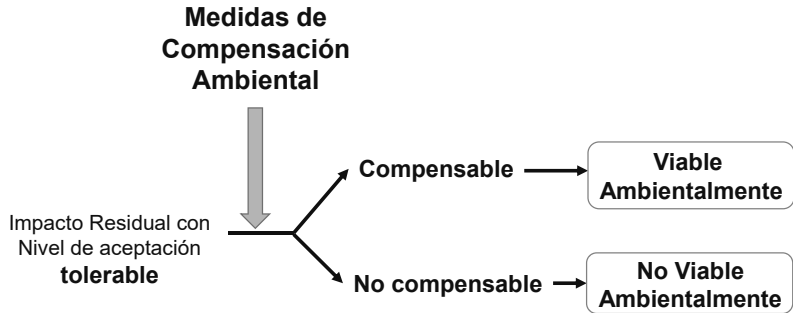 Medidas de
Compensación
Ambiental
Compensable
Viable
Ambientalmente
Impacto Residual con
Nivel de aceptación
tolerable
No compensable
No Viable
Ambientalmente